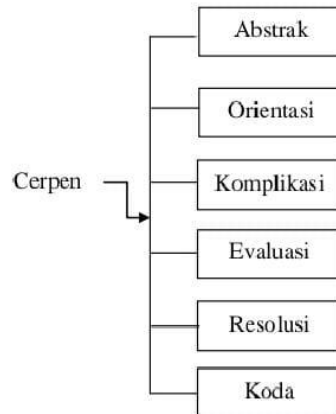 Abstrak
Orientasi
Cerpen
Komplikasi
Evaluasi
Resolusi
Koda